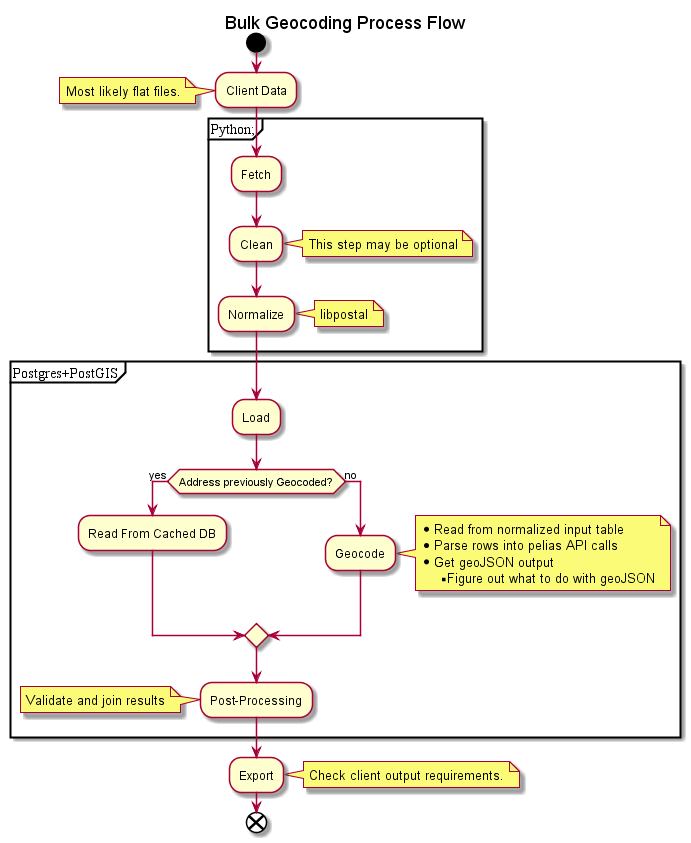 Bulk Geocoding Process Flow
Most likely flat files.
Client Data
Python;
Fetch
Clean
This step may be optional
Normalize
libpostal
Postgres+PostGIS
Load
yes
Address previously Geocoded?
no
Read From Cached DB
Geocode
• Read from normalized input table
• Parse rows into pelias API calls
• Get geoJSON output
▪Figure out what to do with geoJSON
Validate and join results
Post-Processing
Export
Check client output requirements.